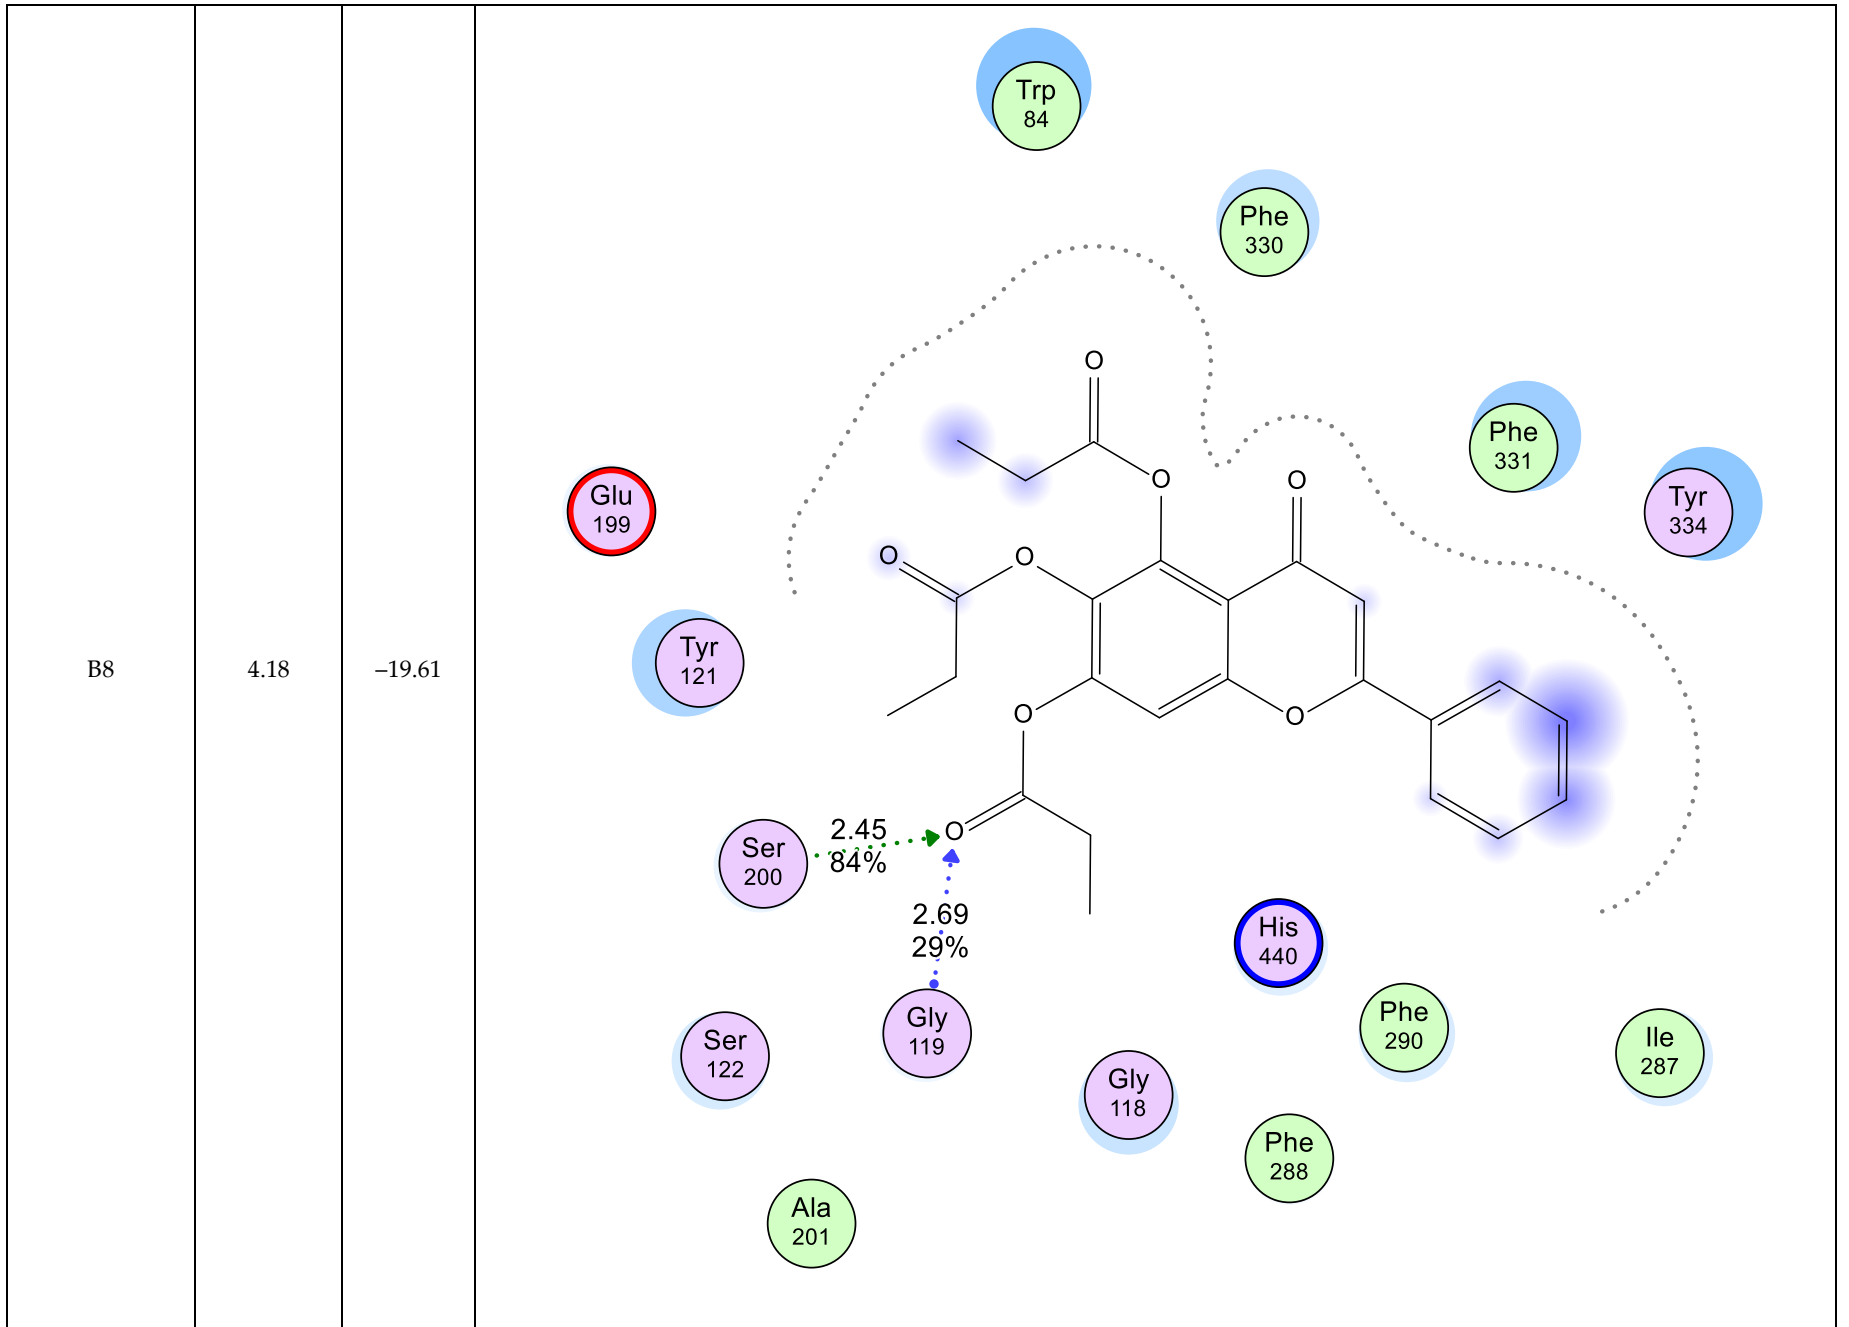 Trp
84
Phe
330
O
Phe
331
O
O
Tyr
334
Glu
199
O
O
Tyr
121
B8
4.18
−19.61
O
O
2.45
O
Ser
200
84%
2.69
29%
His
440
Gly
119
Phe
290
Ser
122
Ile
287
Gly
118
Phe
288
Ala
201